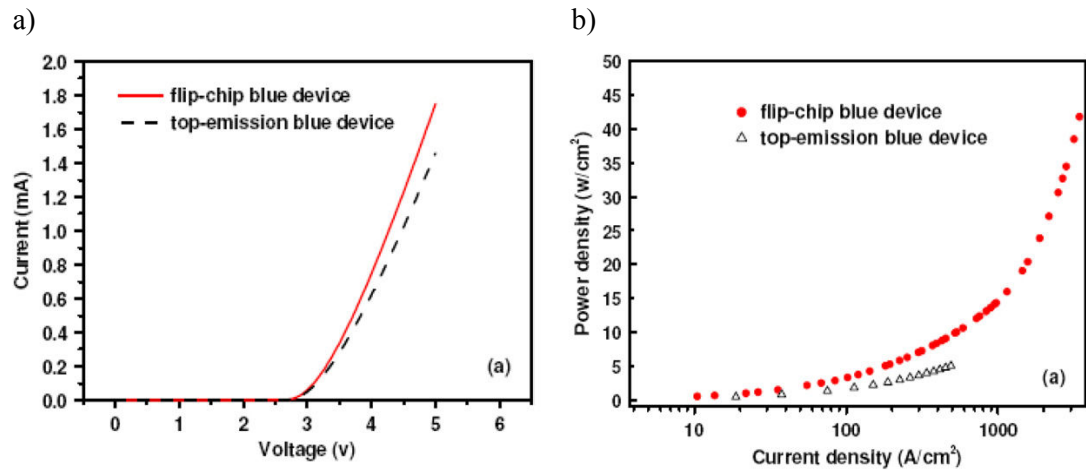 a)
2.0
1.8
1.6
1.4
1.2
1.0
0.8
0.6
0.4
0.2
0.0
Current (mA)
flip-chip blue device
top-emission blue device
(a)
0 1 2 3 4 5 6
Voltage (v)
b)
50
45
40
35
30
25
20
15
10
5
0
Power density (w/cm²)
flip-chip blue device
top-emission blue device
(a)
10 100 1000
Current density (A/cm²)